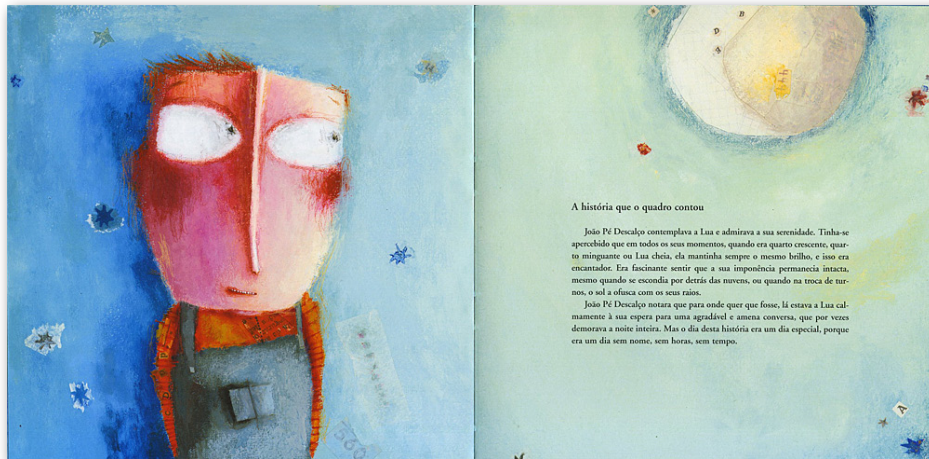 A história que o quadro contou
João Pé Descalço contemplava a Lua e admirava a sua serenidade. Tinha-se
apercebido que em todos os seus momentos, quando era quarto crescente, quar-
to minguante ou Lua cheia, ela mantinha sempre o mesmo brilho, e isso era
encantador. Era fascinante sentir que a sua imponência permanecia intacta,
mesmo quando se escondia por detrás das nuvens, ou quando na troca de tur-
nos, o sol a ofusca com os seus raios.
João Pé Descalço notara que para onde quer que fosse, lá estava a Lua cal-
mamente à sua espera para uma agradável e amena conversa, que por vezes
demorava a noite inteira. Mas o dia desta história era um dia especial, porque
era um dia sem nome, sem horas, sem tempo.
A